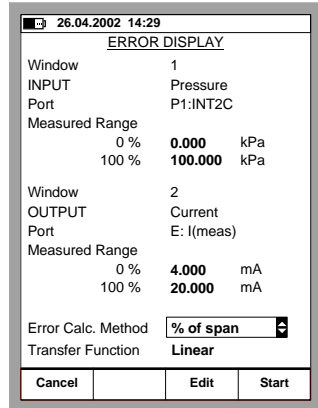 26.04.2002 14:29
ERROR DISPLAY
Window 1
INPUT Pressure
Port P1:INT2C
Measured Range
0 % 0.000 kPa
100 % 100.000 kPa
Window 2
OUTPUT Current
Port E: I(meas)
Measured Range
0 % 4.000 mA
100 % 20.000 mA
Error Calc. Method % of span
Transfer Function Linear
Cancel Edit Start